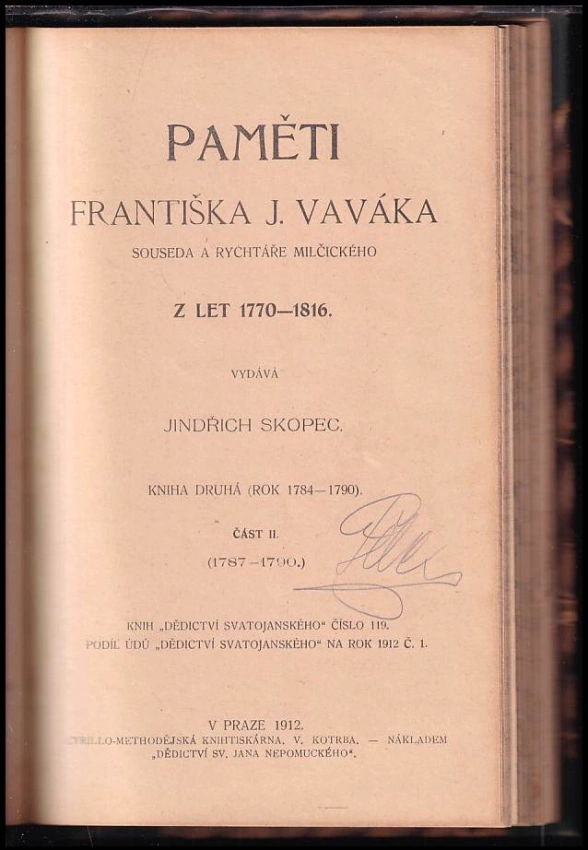 PAMĚTI
FRANTIŠKA J. VAVÁKA
SOUSEDA A RYCHTÁŘE MILČICKÉHO
Z LET 1770—1816.
VYDÁVÁ
JINDŘICH SKOPEC.
KNIHA DRUHÁ (ROK 1784—1790).
ČÁST II.
(1787—1790.)
KNIH „DĚDICTVÍ SVATOJANSKÉHO“ ČÍSLO 119.
PODÍL ÚDŮ „DĚDICTVÍ SVATOJANSKÉHO“ NA ROK 1912 Č. 1.
V PRAZE 1912.
CYRILLO-METHODĚJSKÁ KNIHTISKÁRNA, V. KOTRBA. — NÁKLADEM
„DĚDICTVÍ SV. JANA NEPOMUCKÉHO“.